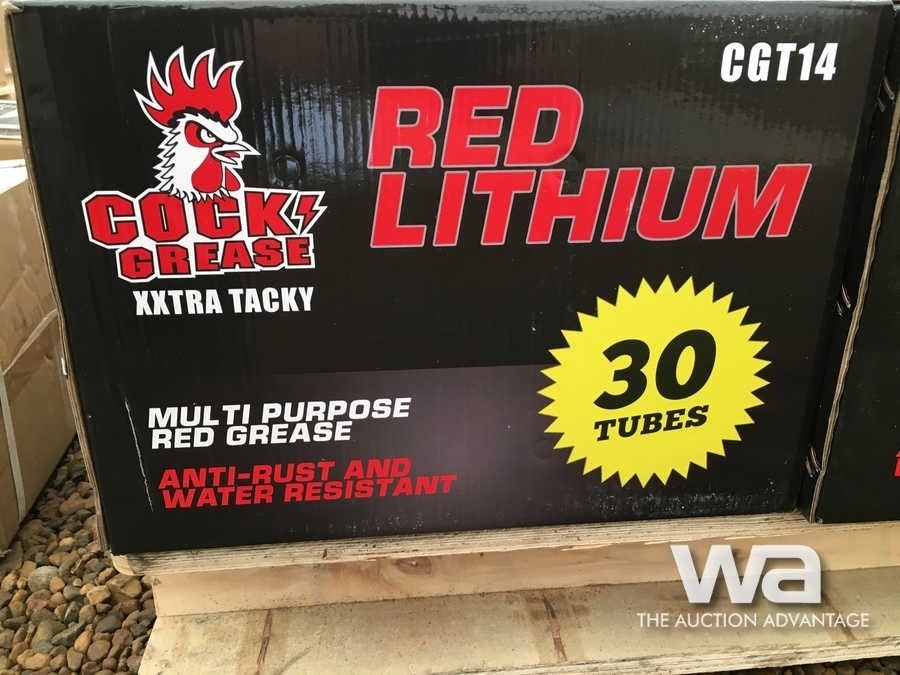 CGT14
RED
LITHIUM
COCK
GREASE
XXTRA TACKY
30
TUBES
MULTI PURPOSE
RED GREASE
ANTI-RUST AND
WATER RESISTANT
wa
THE AUCTION ADVANTAGE